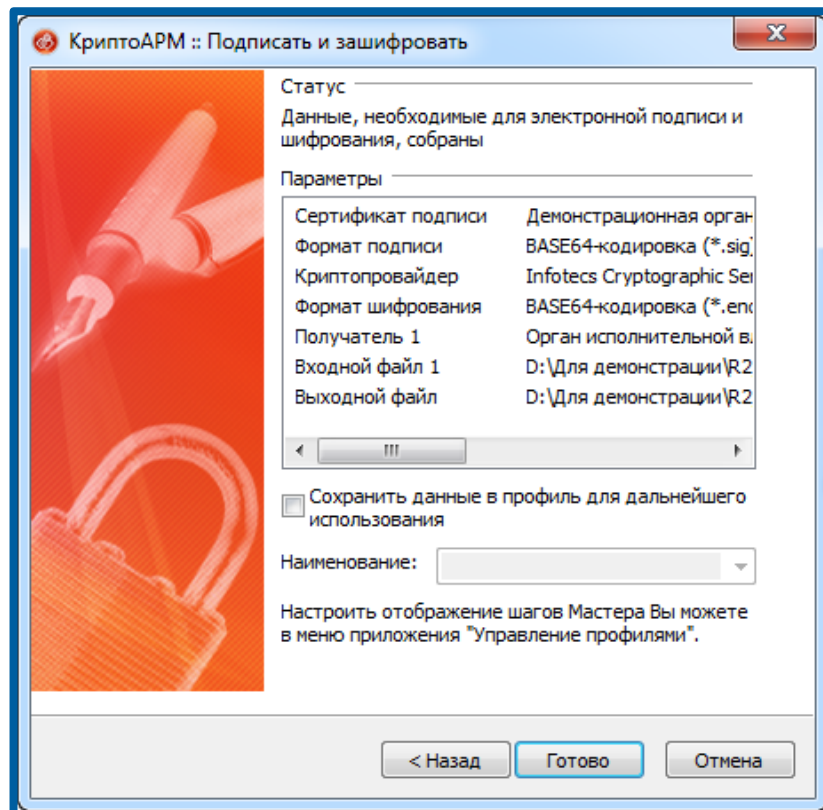 КриптоАРМ :: Подписать и зашифровать
Статус
Данные, необходимые для электронной подписи и
шифрования, собраны
Параметры
Сертификат подписи Демонстрационная орган
Формат подписи BASE64-кодировка (*.sig)
Криптопровайдер Infotecs Cryptographic Ser
Формат шифрования BASE64-кодировка (*.enc
Получатель 1 Орган исполнительной вл
Входной файл 1 D:\Для демонстрации\R2
Выходной файл D:\Для демонстрации\R2
Сохранить данные в профиль для дальнейшего
использования
Наименование:
Настроить отображение шагов Мастера Вы можете
в меню приложения "Управление профилями".
< Назад Готово Отмена